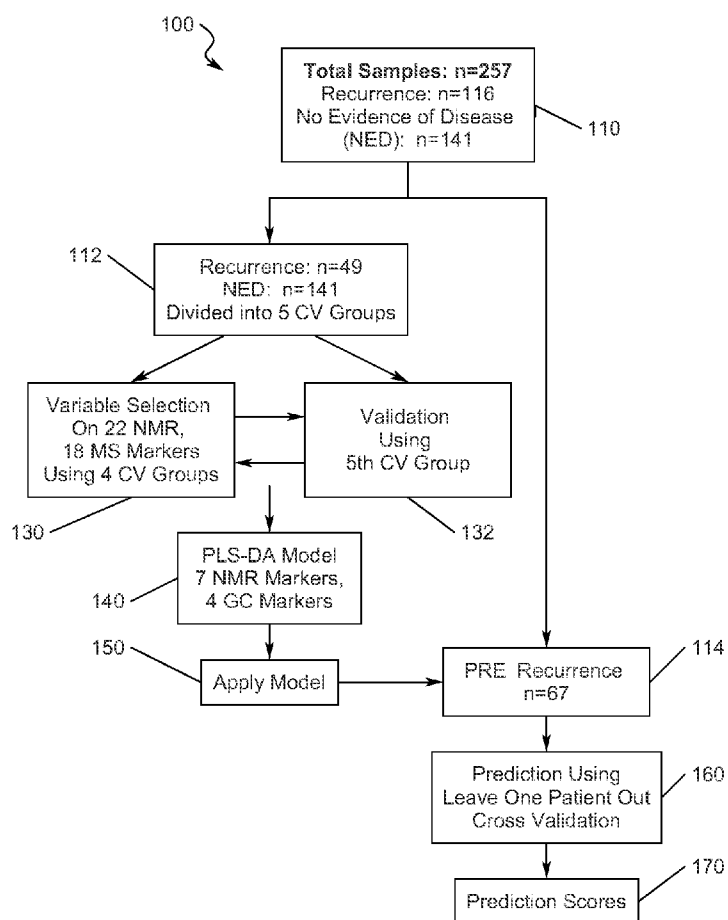 100
Total Samples: n=257
Recurrence: n=116
No Evidence of Disease
(NED): n=141
110
112
Recurrence: n=49
NED: n=141
Divided into 5 CV Groups
Variable Selection
On 22 NMR,
18 MS Markers
Using 4 CV Groups
130
Validation
Using
5th CV Group
132
140
PLS-DA Model
7 NMR Markers,
4 GC Markers
150
Apply Model
PRE Recurrence
n=67
114
Prediction Using
Leave One Patient Out
Cross Validation
160
Prediction Scores
170